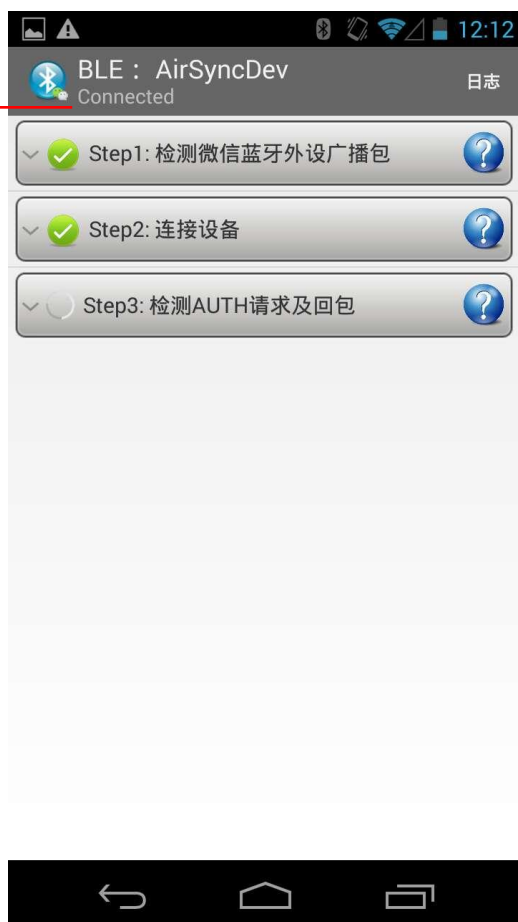 12:12
BLE： AirSyncDev
Connected
日志
Step1: 检测微信蓝牙外设广播包
Step2: 连接设备
Step3: 检测AUTH请求及回包